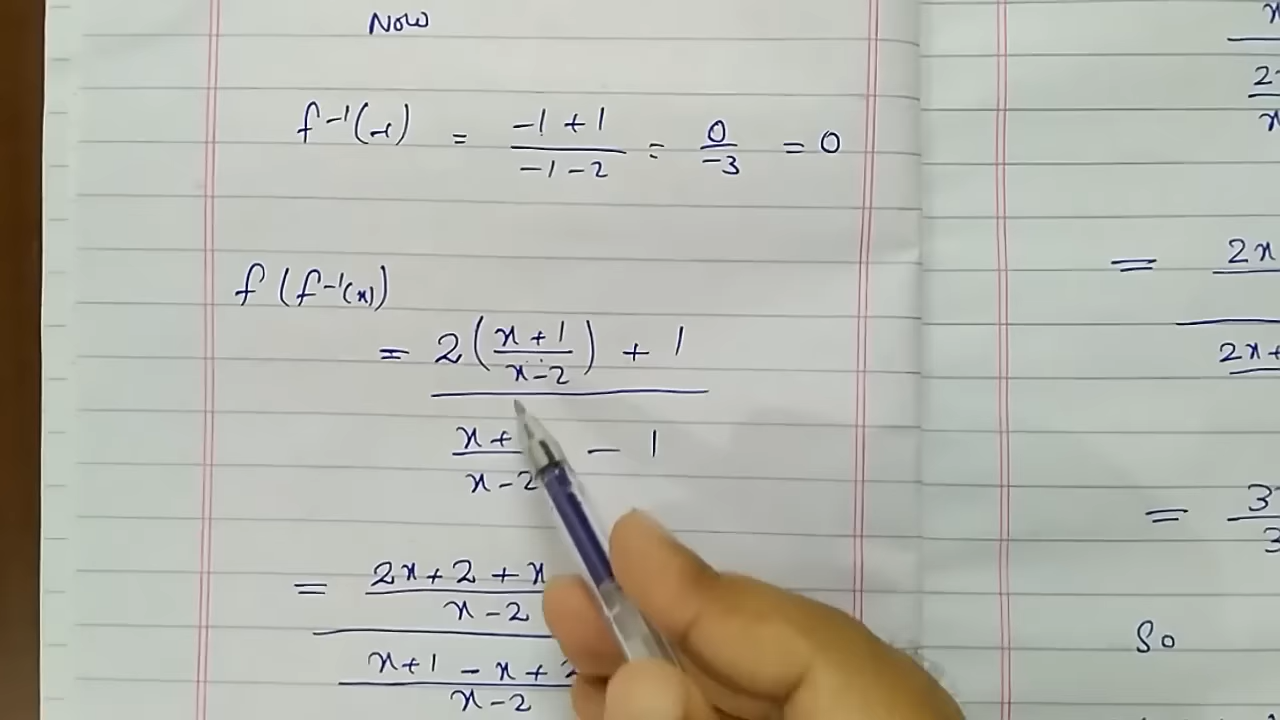 Now
f⁻¹(-1) = (-1 + 1)/(-1 - 2) = 0/-3 = 0
f(f⁻¹(x))
= (2((x + 1)/(x - 2)) + 1)/((x +)/(x - 2) - 1)
= ((2x + 2 + x)/(x - 2))/((x + 1 - x +)/(x - 2))
= 2x
2x+
= 3
3
So